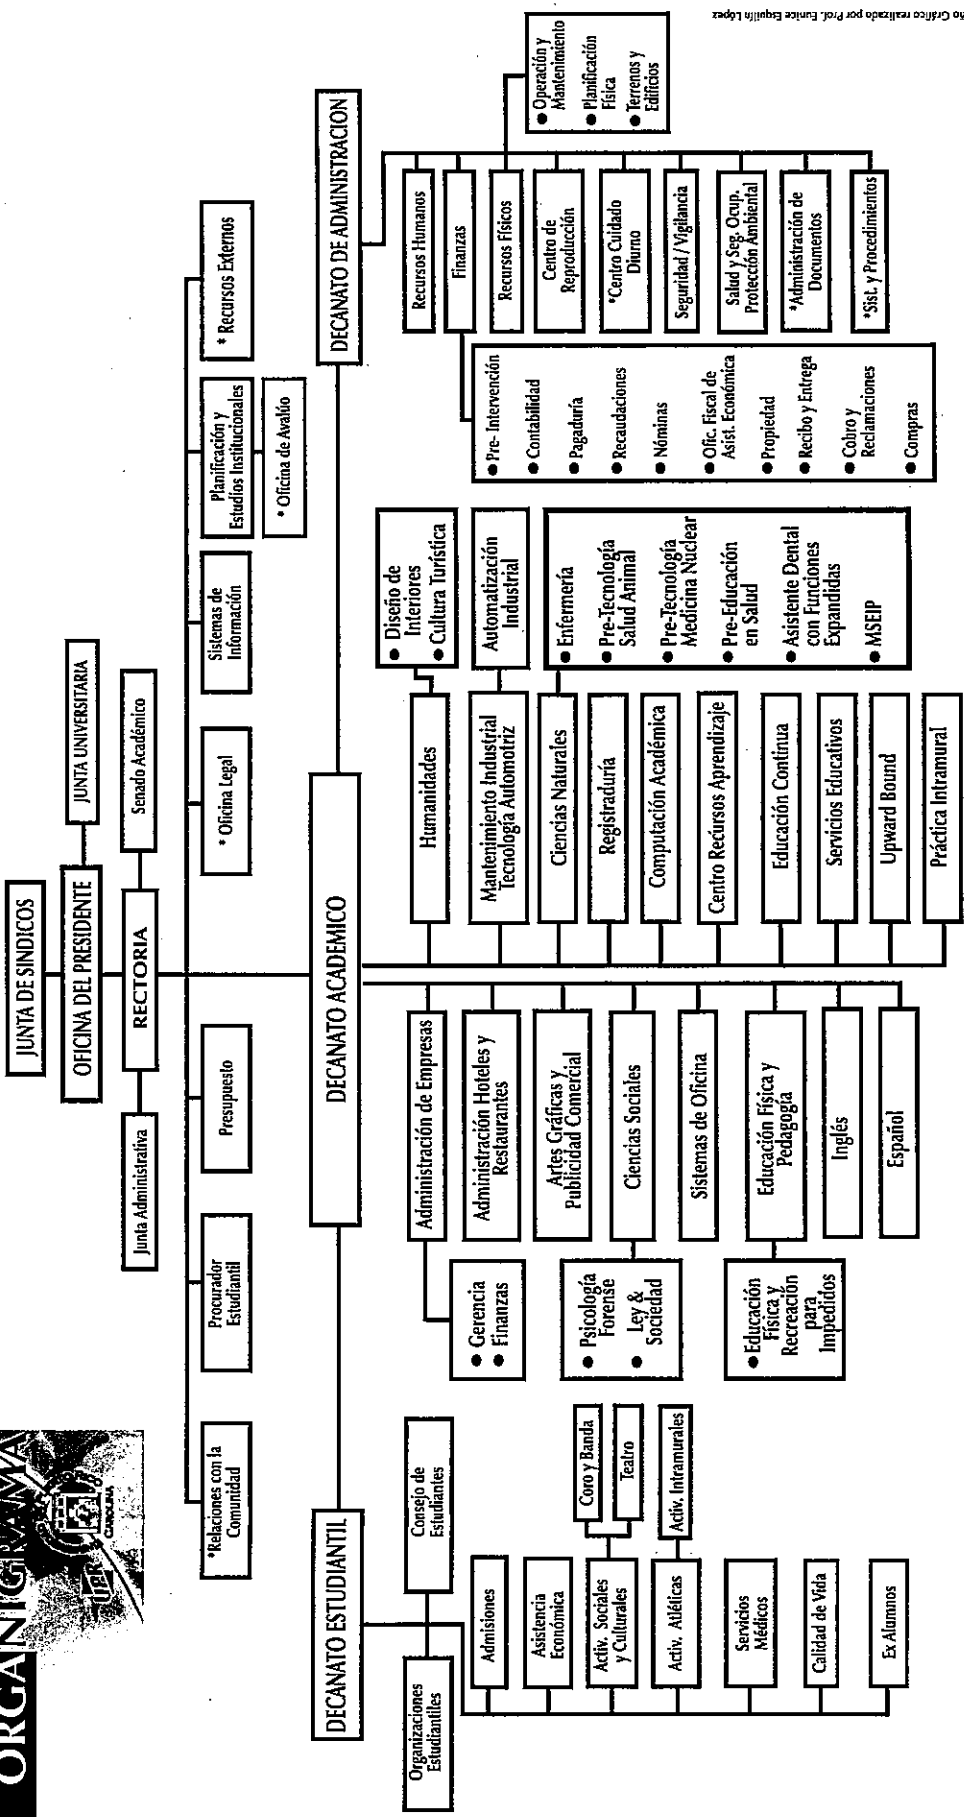 ORGANIGRAMA
UPR
CAROLINA
JUNTA DE SINDICOS
OFICINA DEL PRESIDENTE
JUNTA UNIVERSITARIA
RECTORIA
Junta Administrativa
Senado Académico
*Relaciones con la
Comunidad
Procurador
Estudiantil
Presupuesto
* Oficina Legal
Sistemas de
Información
Planificación y
Estudios Institucionales
* Oficina de Avalúo
* Recursos Externos
DECANATO ESTUDIANTIL
DECANATO ACADEMICO
DECANATO DE ADMINISTRACION
Organizaciones
Estudiantiles
Consejo de
Estudiantes
Admisiones
Asistencia
Económica
Activ. Sociales
y Culturales
Coro y Banda
Teatro
Activ. Atléticas
Activ. Intramurales
Servicios
Médicos
Calidad de Vida
Ex Alumnos
Administración de Empresas
● Gerencia
● Finanzas
Administración Hoteles y
Restaurantes
Artes Gráficas y
Publicidad Comercial
Ciencias Sociales
● Psicología
Forense
● Ley &
Sociedad
Sistemas de Oficina
Educación Física y
Pedagogía
● Educación
Física y
Recreación
para
Impedidos
Inglés
Español
Humanidades
● Diseño de
Interiores
● Cultura Turística
Mantenimiento Industrial
Tecnología Automotriz
Automatización
Industrial
Ciencias Naturales
● Enfermería
● Pre-Tecnología
Salud Animal
● Pre-Tecnología
Medicina Nuclear
● Pre-Educación
en Salud
● Asistente Dental
con Funciones
Expandidas
● MSEIP
Registraduría
Computación Académica
Centro Recursos Aprendizaje
Educación Contínua
Servicios Educativos
Upward Bound
Práctica Intramural
Recursos Humanos
Finanzas
● Pre- Intervención
● Contabilidad
● Pagaduría
● Recaudaciones
● Nóminas
● Ofic. Fiscal de
Asist. Económica
● Propiedad
● Recibo y Entrega
● Cobro y
Reclamaciones
● Compras
Recursos Físicos
● Operación y
Mantenimiento
● Planificación
Física
● Terrenos y
Edificios
Centro de
Reproducción
*Centro Cuidado
Diurno
Seguridad / Vigilancia
Salud y Seg. Ocup.
Protección Ambiental
*Administración de
Documentos
*Sist. y Procedimientos
Gráfico realizado por Prof. Eunice Esquilín López